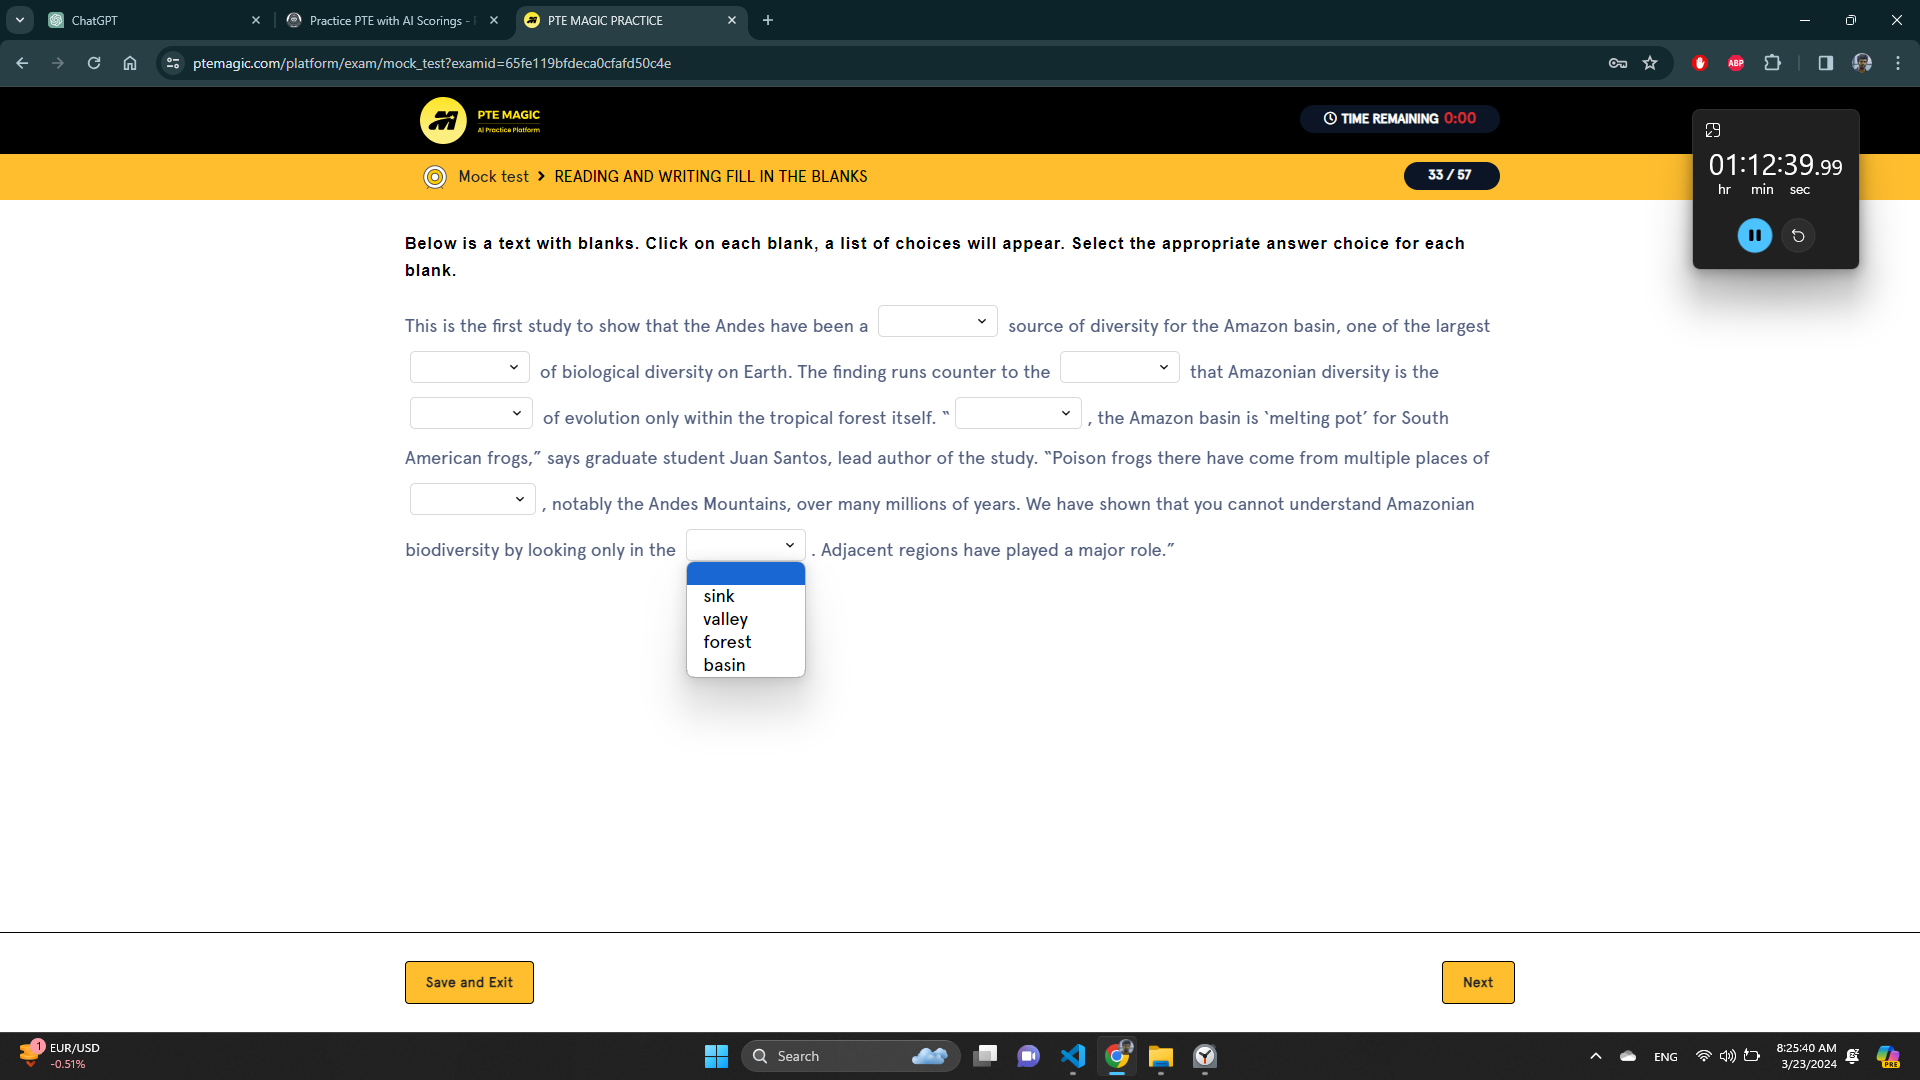 ChatGPT
Practice PTE with AI Scorings -
PTE MAGIC PRACTICE
ptemagic.com/platform/exam/mock_test?examid=65fe119bfdeca0cfafd50c4e
ABP
PTE MAGIC
AI Practice Platform
TIME REMAINING 0:00
Mock test > READING AND WRITING FILL IN THE BLANKS
33 / 57
01:12:39.99
hr min sec
Below is a text with blanks. Click on each blank, a list of choices will appear. Select the appropriate answer choice for each
blank.
This is the first study to show that the Andes have been a source of diversity for the Amazon basin, one of the largest
of biological diversity on Earth. The finding runs counter to the that Amazonian diversity is the
of evolution only within the tropical forest itself. “ , the Amazon basin is ‘melting pot’ for South
American frogs,” says graduate student Juan Santos, lead author of the study. “Poison frogs there have come from multiple places of
, notably the Andes Mountains, over many millions of years. We have shown that you cannot understand Amazonian
biodiversity by looking only in the . Adjacent regions have played a major role.”
sink
valley
forest
basin
Save and Exit
Next
1
EUR/USD
-0.51%
Search
ENG
8:25:40 AM
3/23/2024
PRE